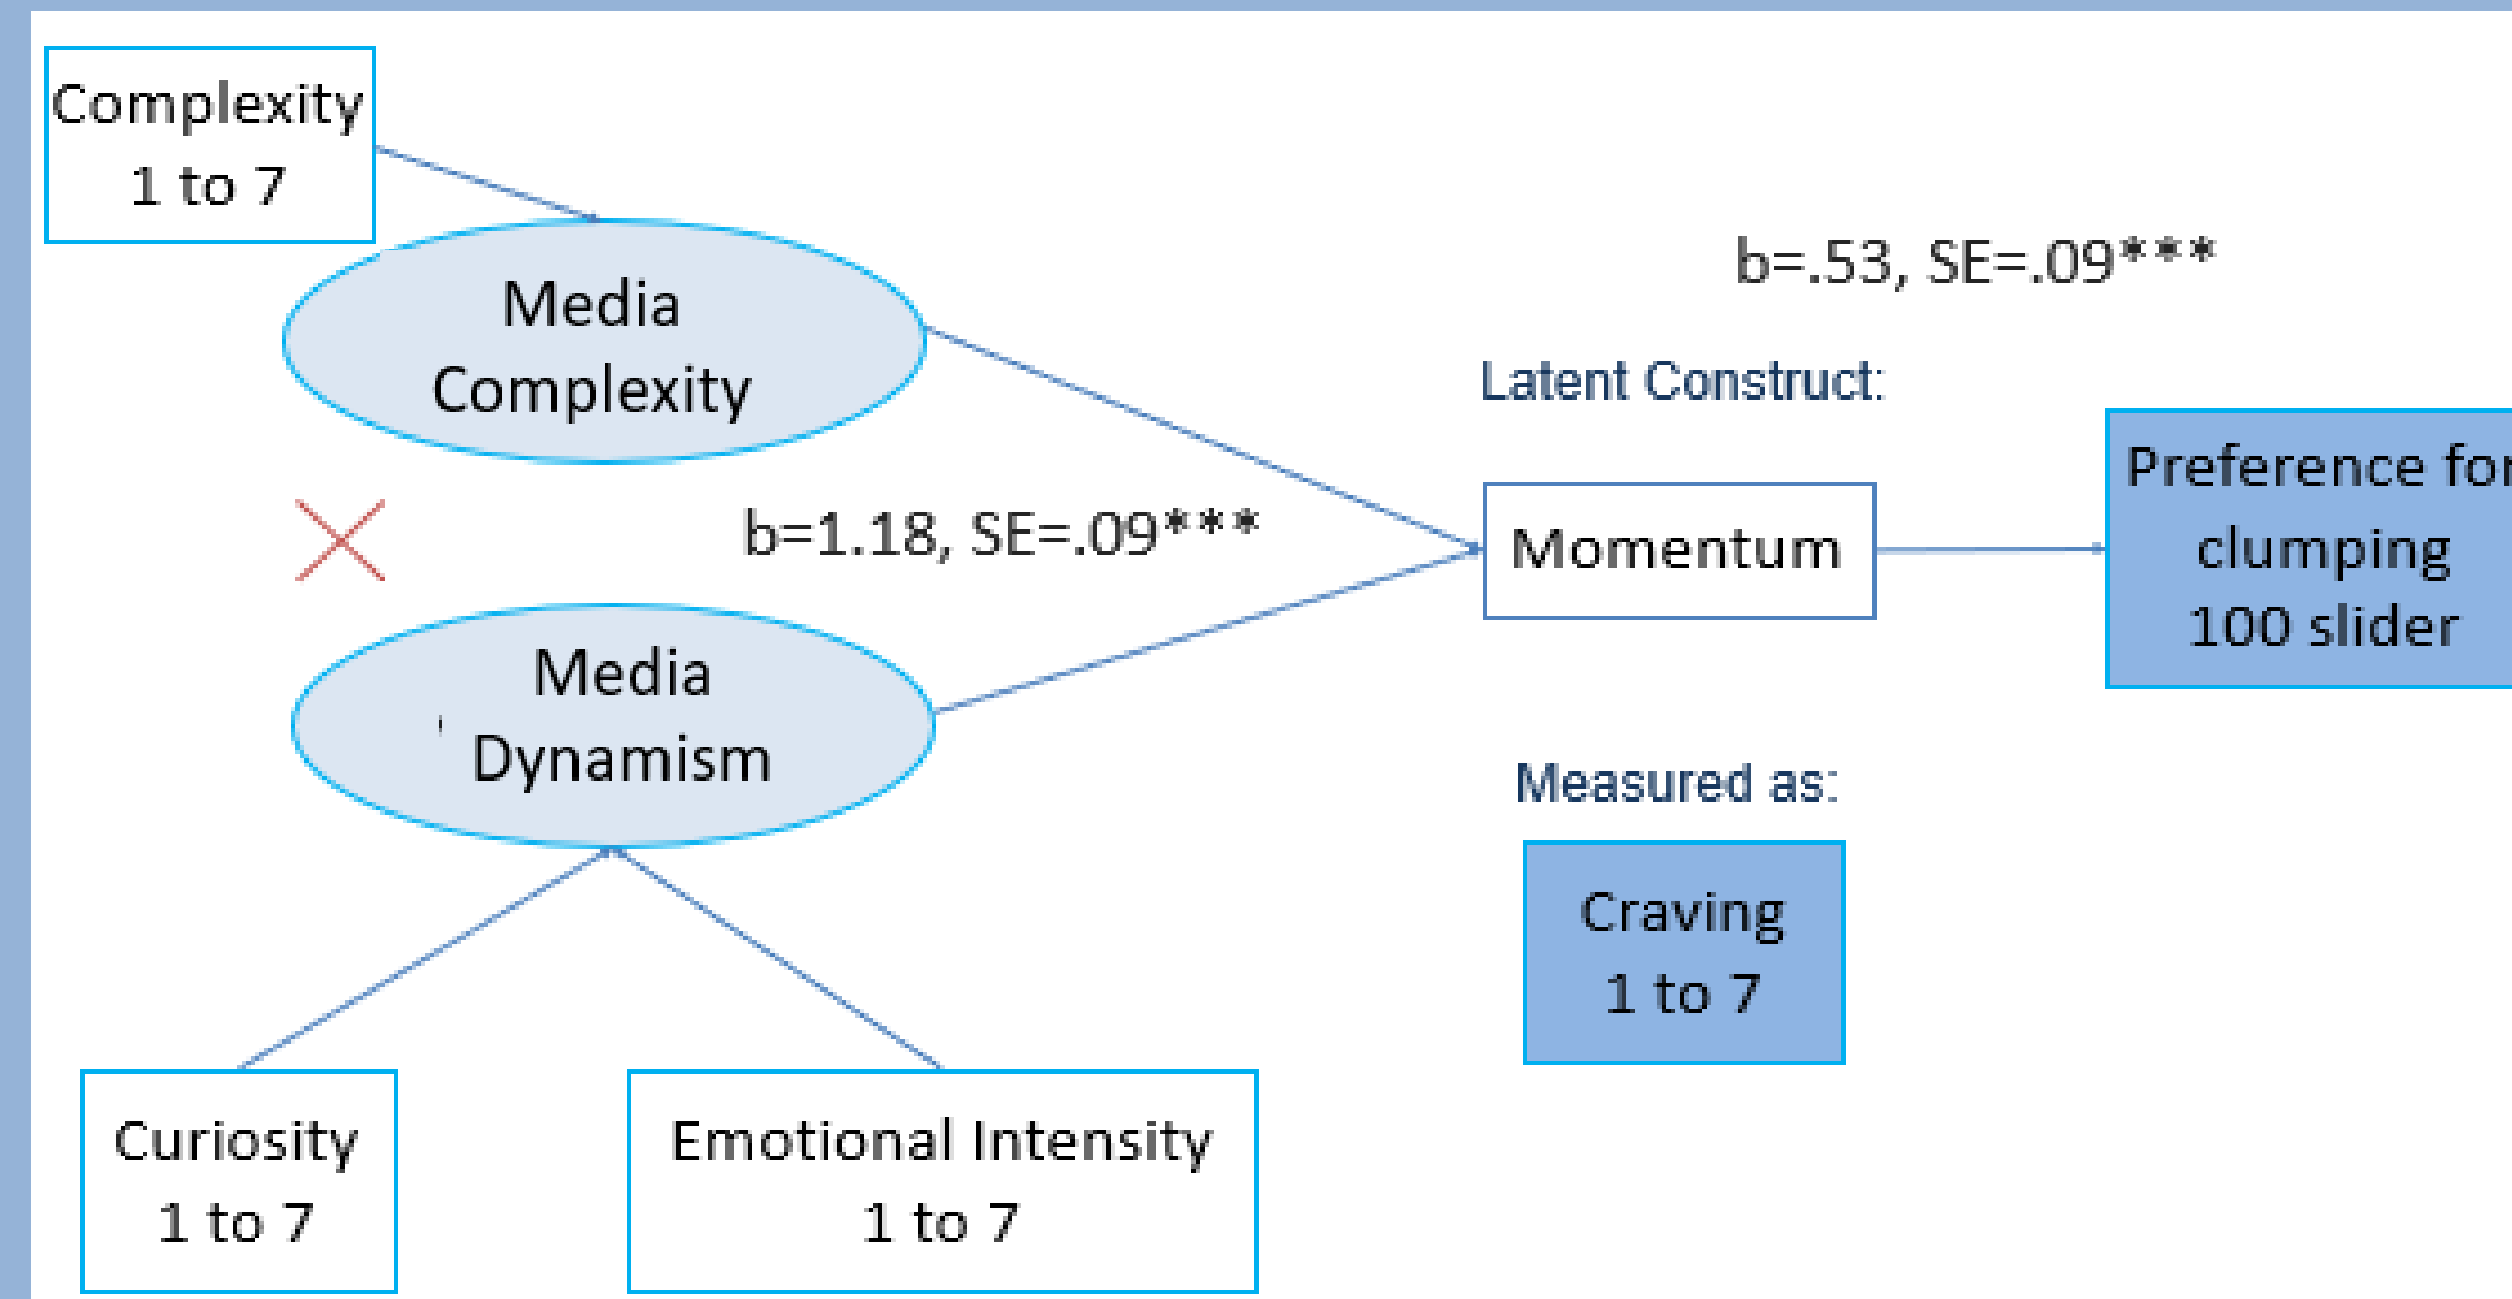 Complexity
1 to 7
Media
Complexity
b=.53, SE=.09***
Latent Construct:
b=1.18, SE=.09***
Momentum
Preference for
clumping
100 slider
Media
Dynamism
Measured as:
Craving
1 to 7
Curiosity
1 to 7
Emotional Intensity
1 to 7